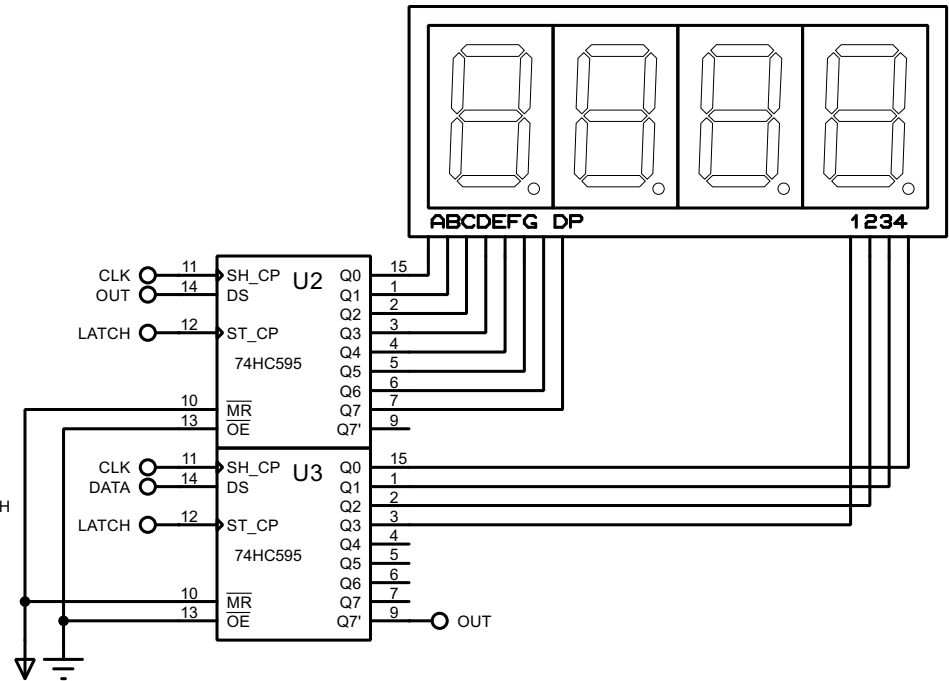 ABCDEFG DP 1234
CLK 11 SH_CP U2 Q0 15
OUT 14 DS Q1 1
Q2 2
LATCH 12 ST_CP Q3 3
Q4 4
74HC595 Q5 5
Q6 6
10 MR Q7 7
13 OE Q7' 9
CLK 11 SH_CP U3 Q0 15
DATA 14 DS Q1 1
H Q2 2
LATCH 12 ST_CP Q3 3
Q4 4
74HC595 Q5 5
Q6 6
10 MR Q7 7
13 OE Q7' 9 OUT